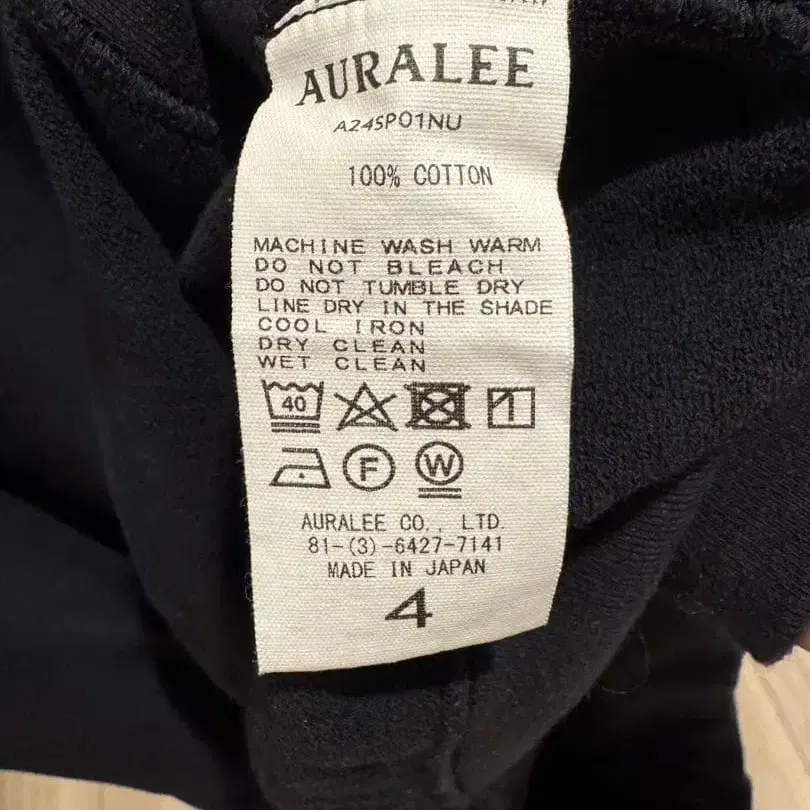 AURALEE
A24SP01NU
100% COTTON
MACHINE WASH WARM
DO NOT BLEACH
DO NOT TUMBLE DRY
LINE DRY IN THE SHADE
COOL IRON
DRY CLEAN
WET CLEAN
40
F W
AURALEE CO., LTD.
81-(3)-6427-7141
MADE IN JAPAN
4